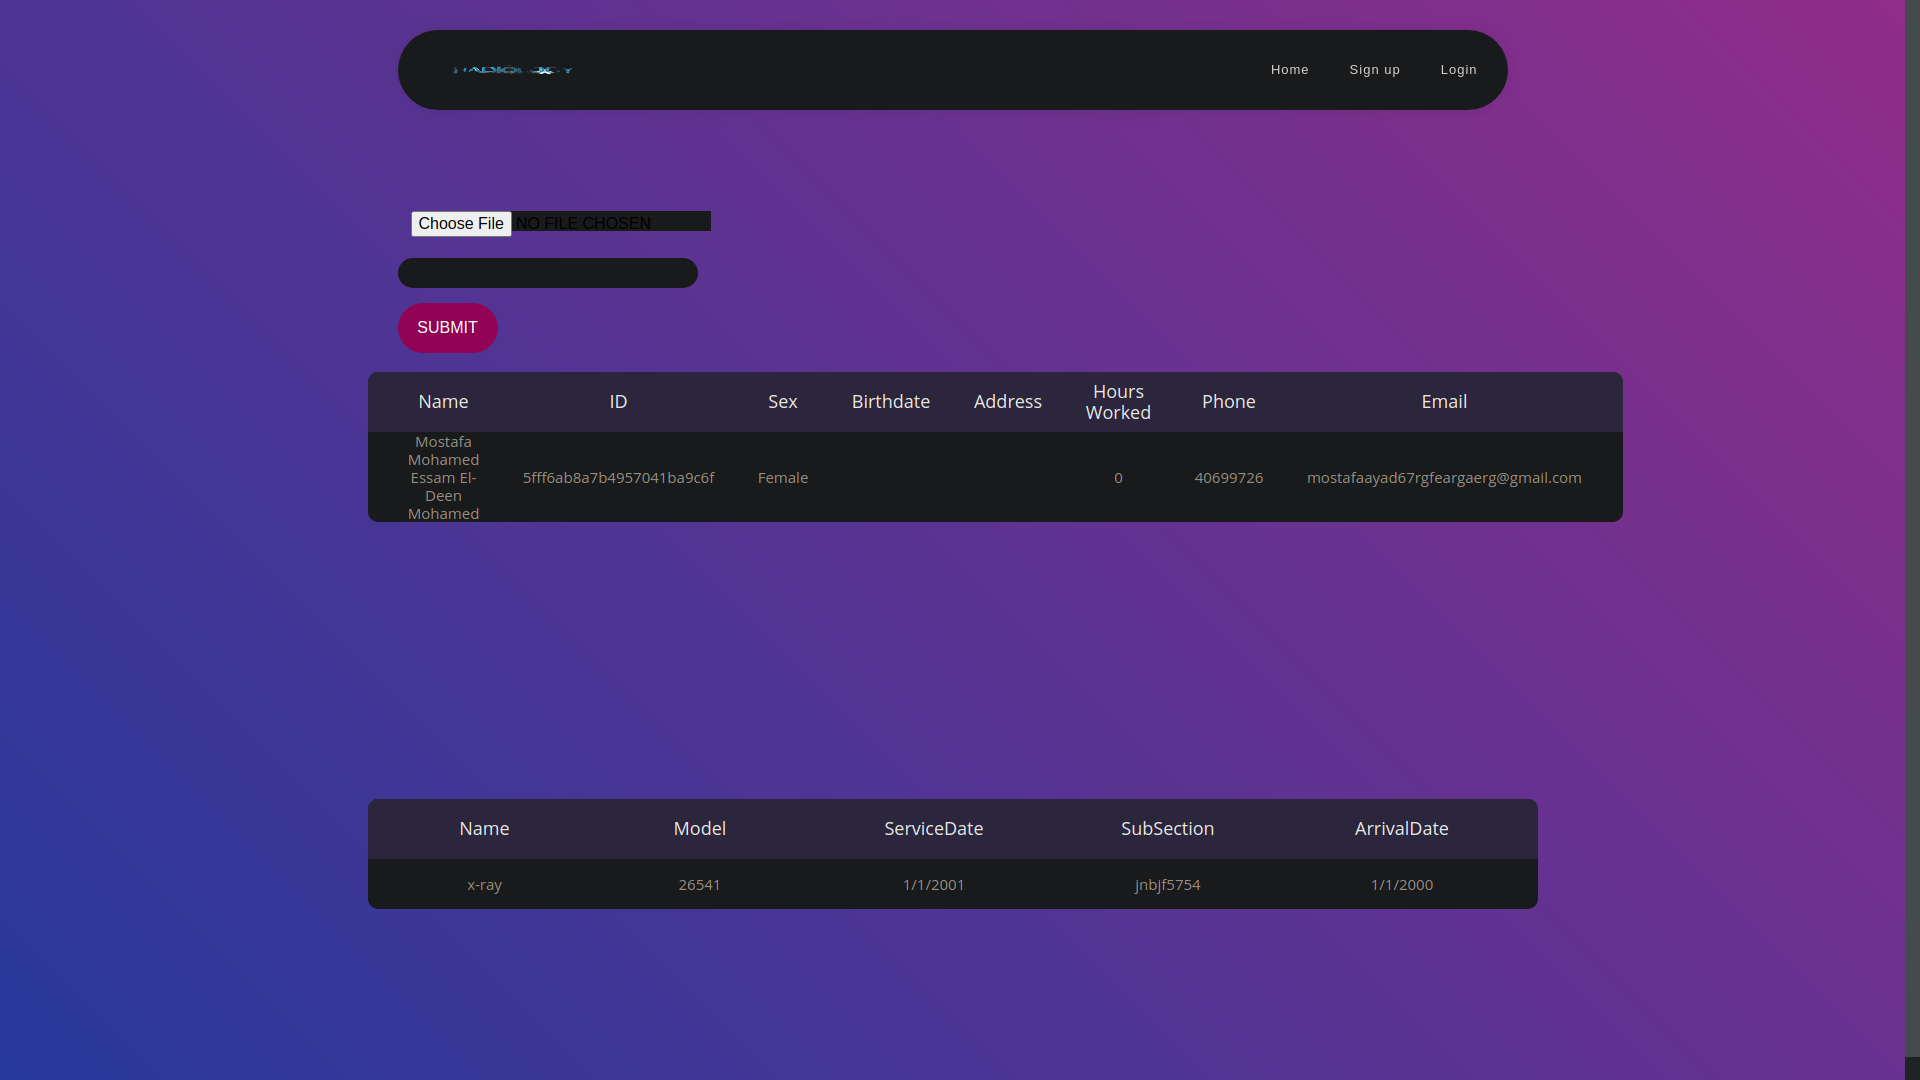 Home Sign up Login
Choose File NO FILE CHOSEN
SUBMIT
Name ID Sex Birthdate Address Hours Worked Phone Email
Mostafa Mohamed Essam El-Deen Mohamed 5fff6ab8a7b4957041ba9c6f Female 0 40699726 mostafaayad67rgfeargaerg@gmail.com
Name Model ServiceDate SubSection ArrivalDate
x-ray 26541 1/1/2001 jnbjf5754 1/1/2000